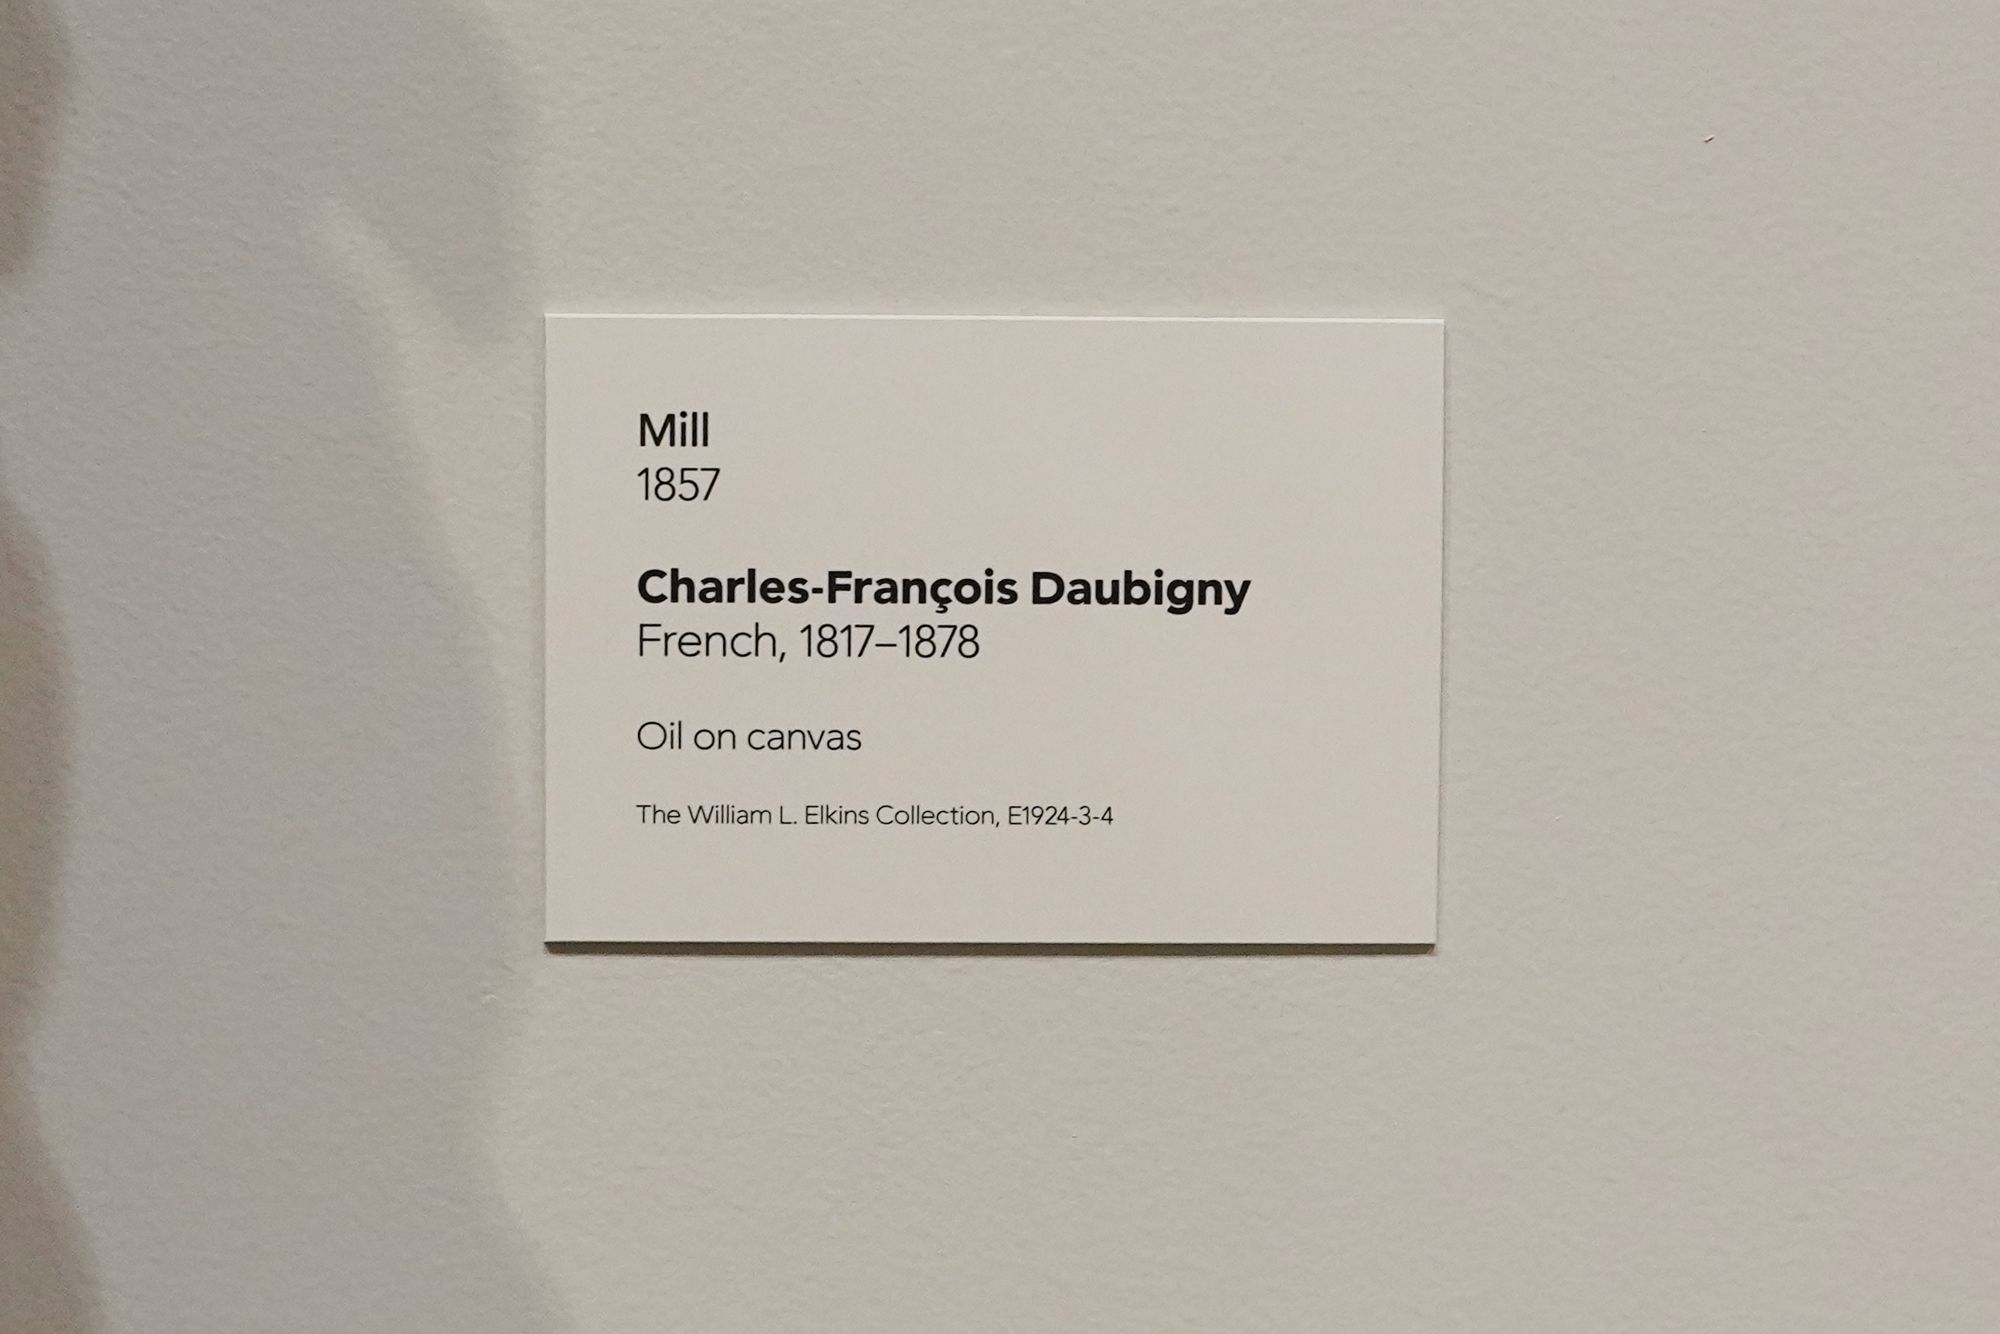 Mill
1857
Charles-François Daubigny
French, 1817–1878
Oil on canvas
The William L. Elkins Collection, E1924-3-4